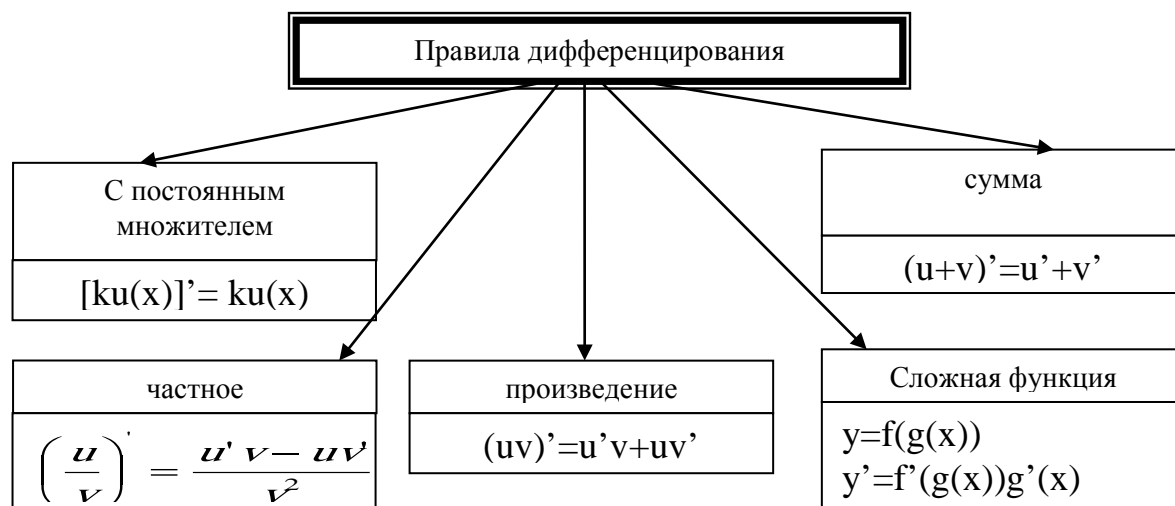 Правила дифференцирования
С постоянным
множителем
[ku(x)]’= ku(x)
сумма
(u+v)’=u’+v’
частное
(u/v)' = (u' v – uv')/v²
произведение
(uv)’=u’v+uv’
Сложная функция
y=f(g(x))
y’=f’(g(x))g’(x)